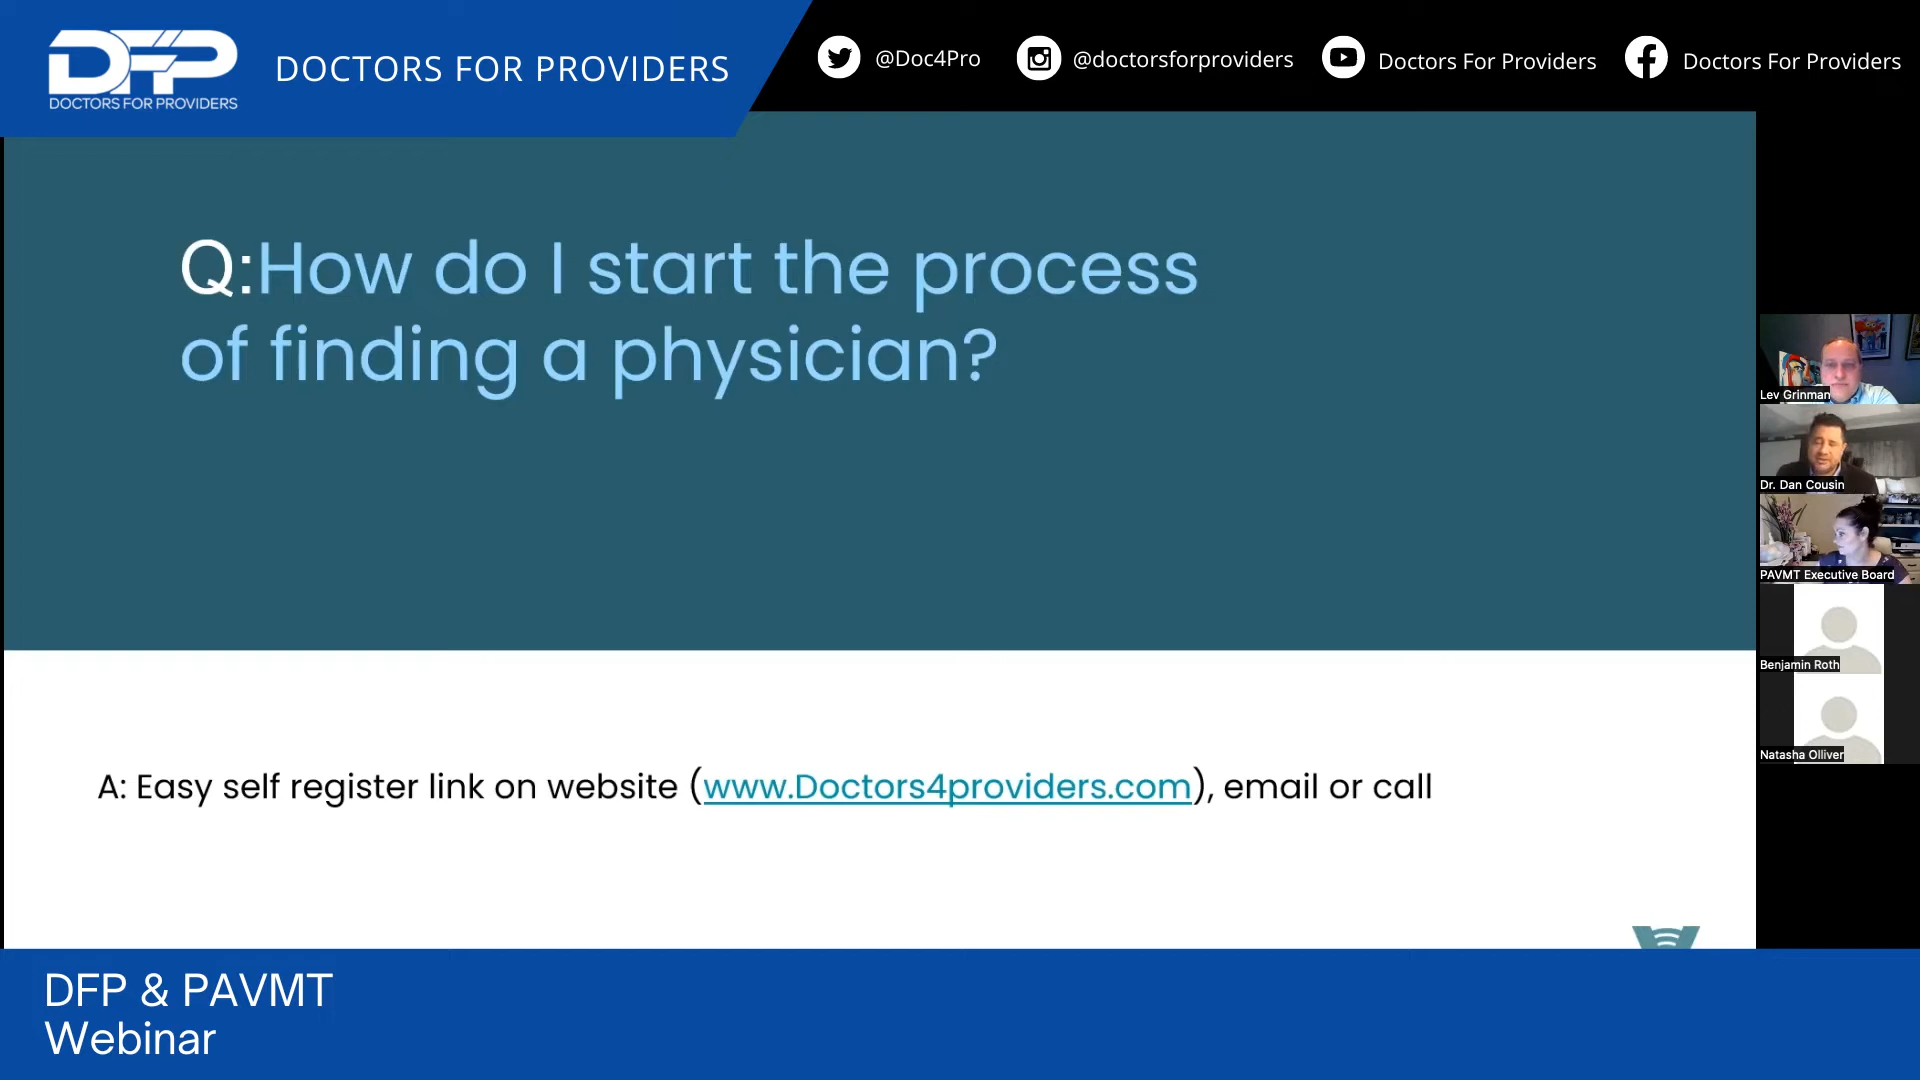 DFP
DOCTORS FOR PROVIDERS
DOCTORS FOR PROVIDERS
@Doc4Pro
@doctorsforproviders
Doctors For Providers
Doctors For Providers
Q:How do I start the process
of finding a physician?
A: Easy self register link on website (www.Doctors4providers.com), email or call
Lev Grinman
Dr. Dan Cousin
PAVMT Executive Board
Benjamin Roth
Natasha Olliver
DFP & PAVMT
Webinar